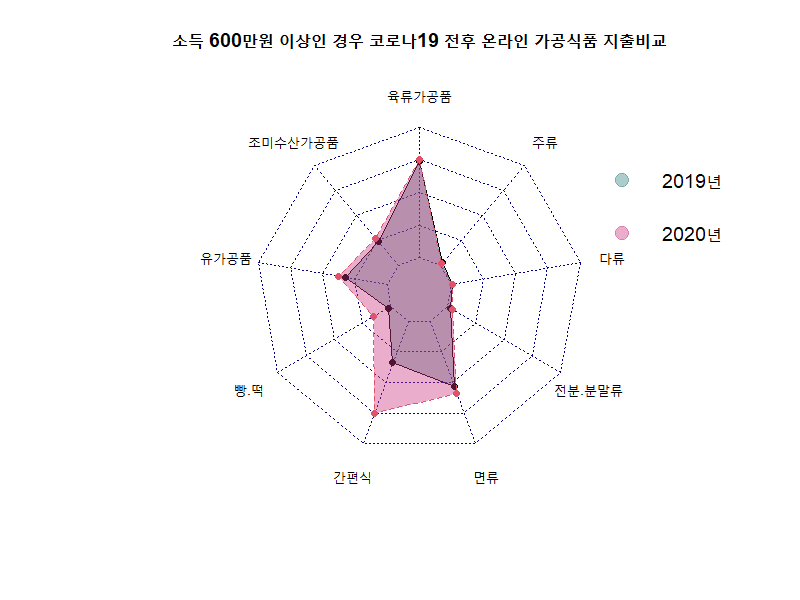 소득 600만원 이상인 경우 코로나19 전후 온라인 가공식품 지출비교
육류가공품
조미수산가공품
주류
2019년
2020년
유가공품
다류
빵.떡
전분.분말류
간편식
면류